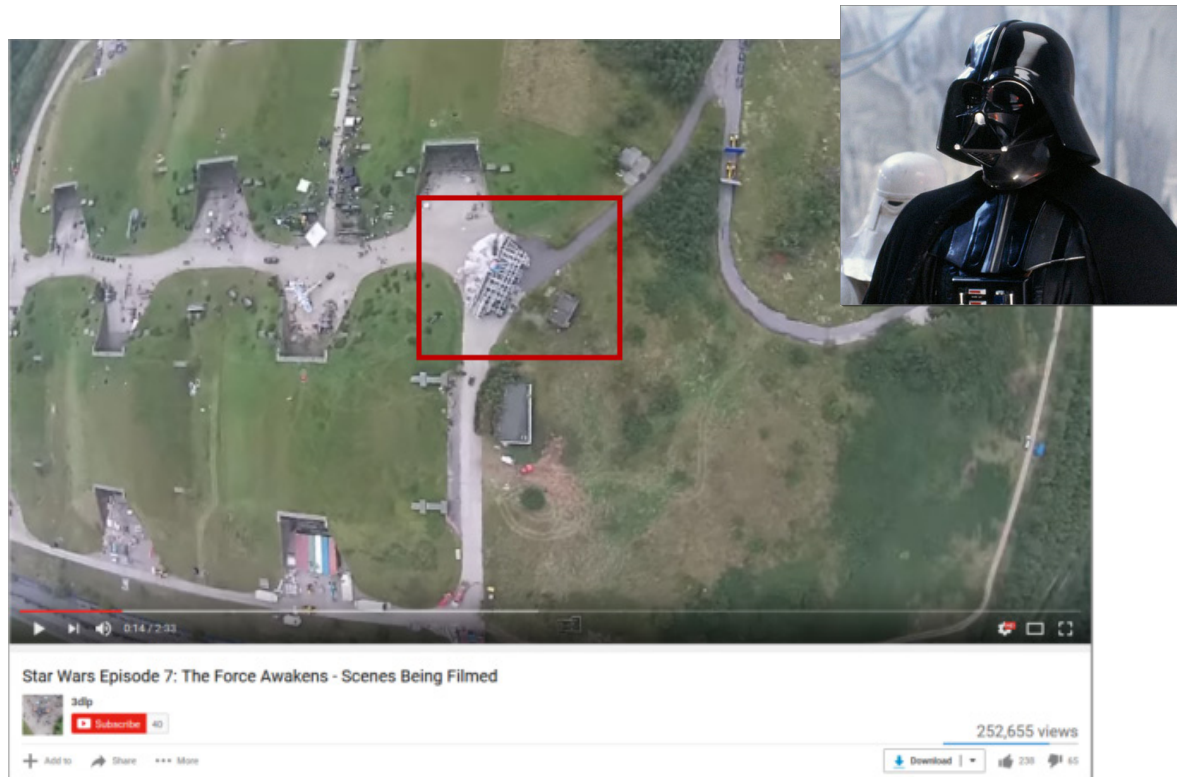 0:14 / 2:33
Star Wars Episode 7: The Force Awakens - Scenes Being Filmed
3dlp
Subscribe 40
252,655 views
Add to Share More
Download 238 65